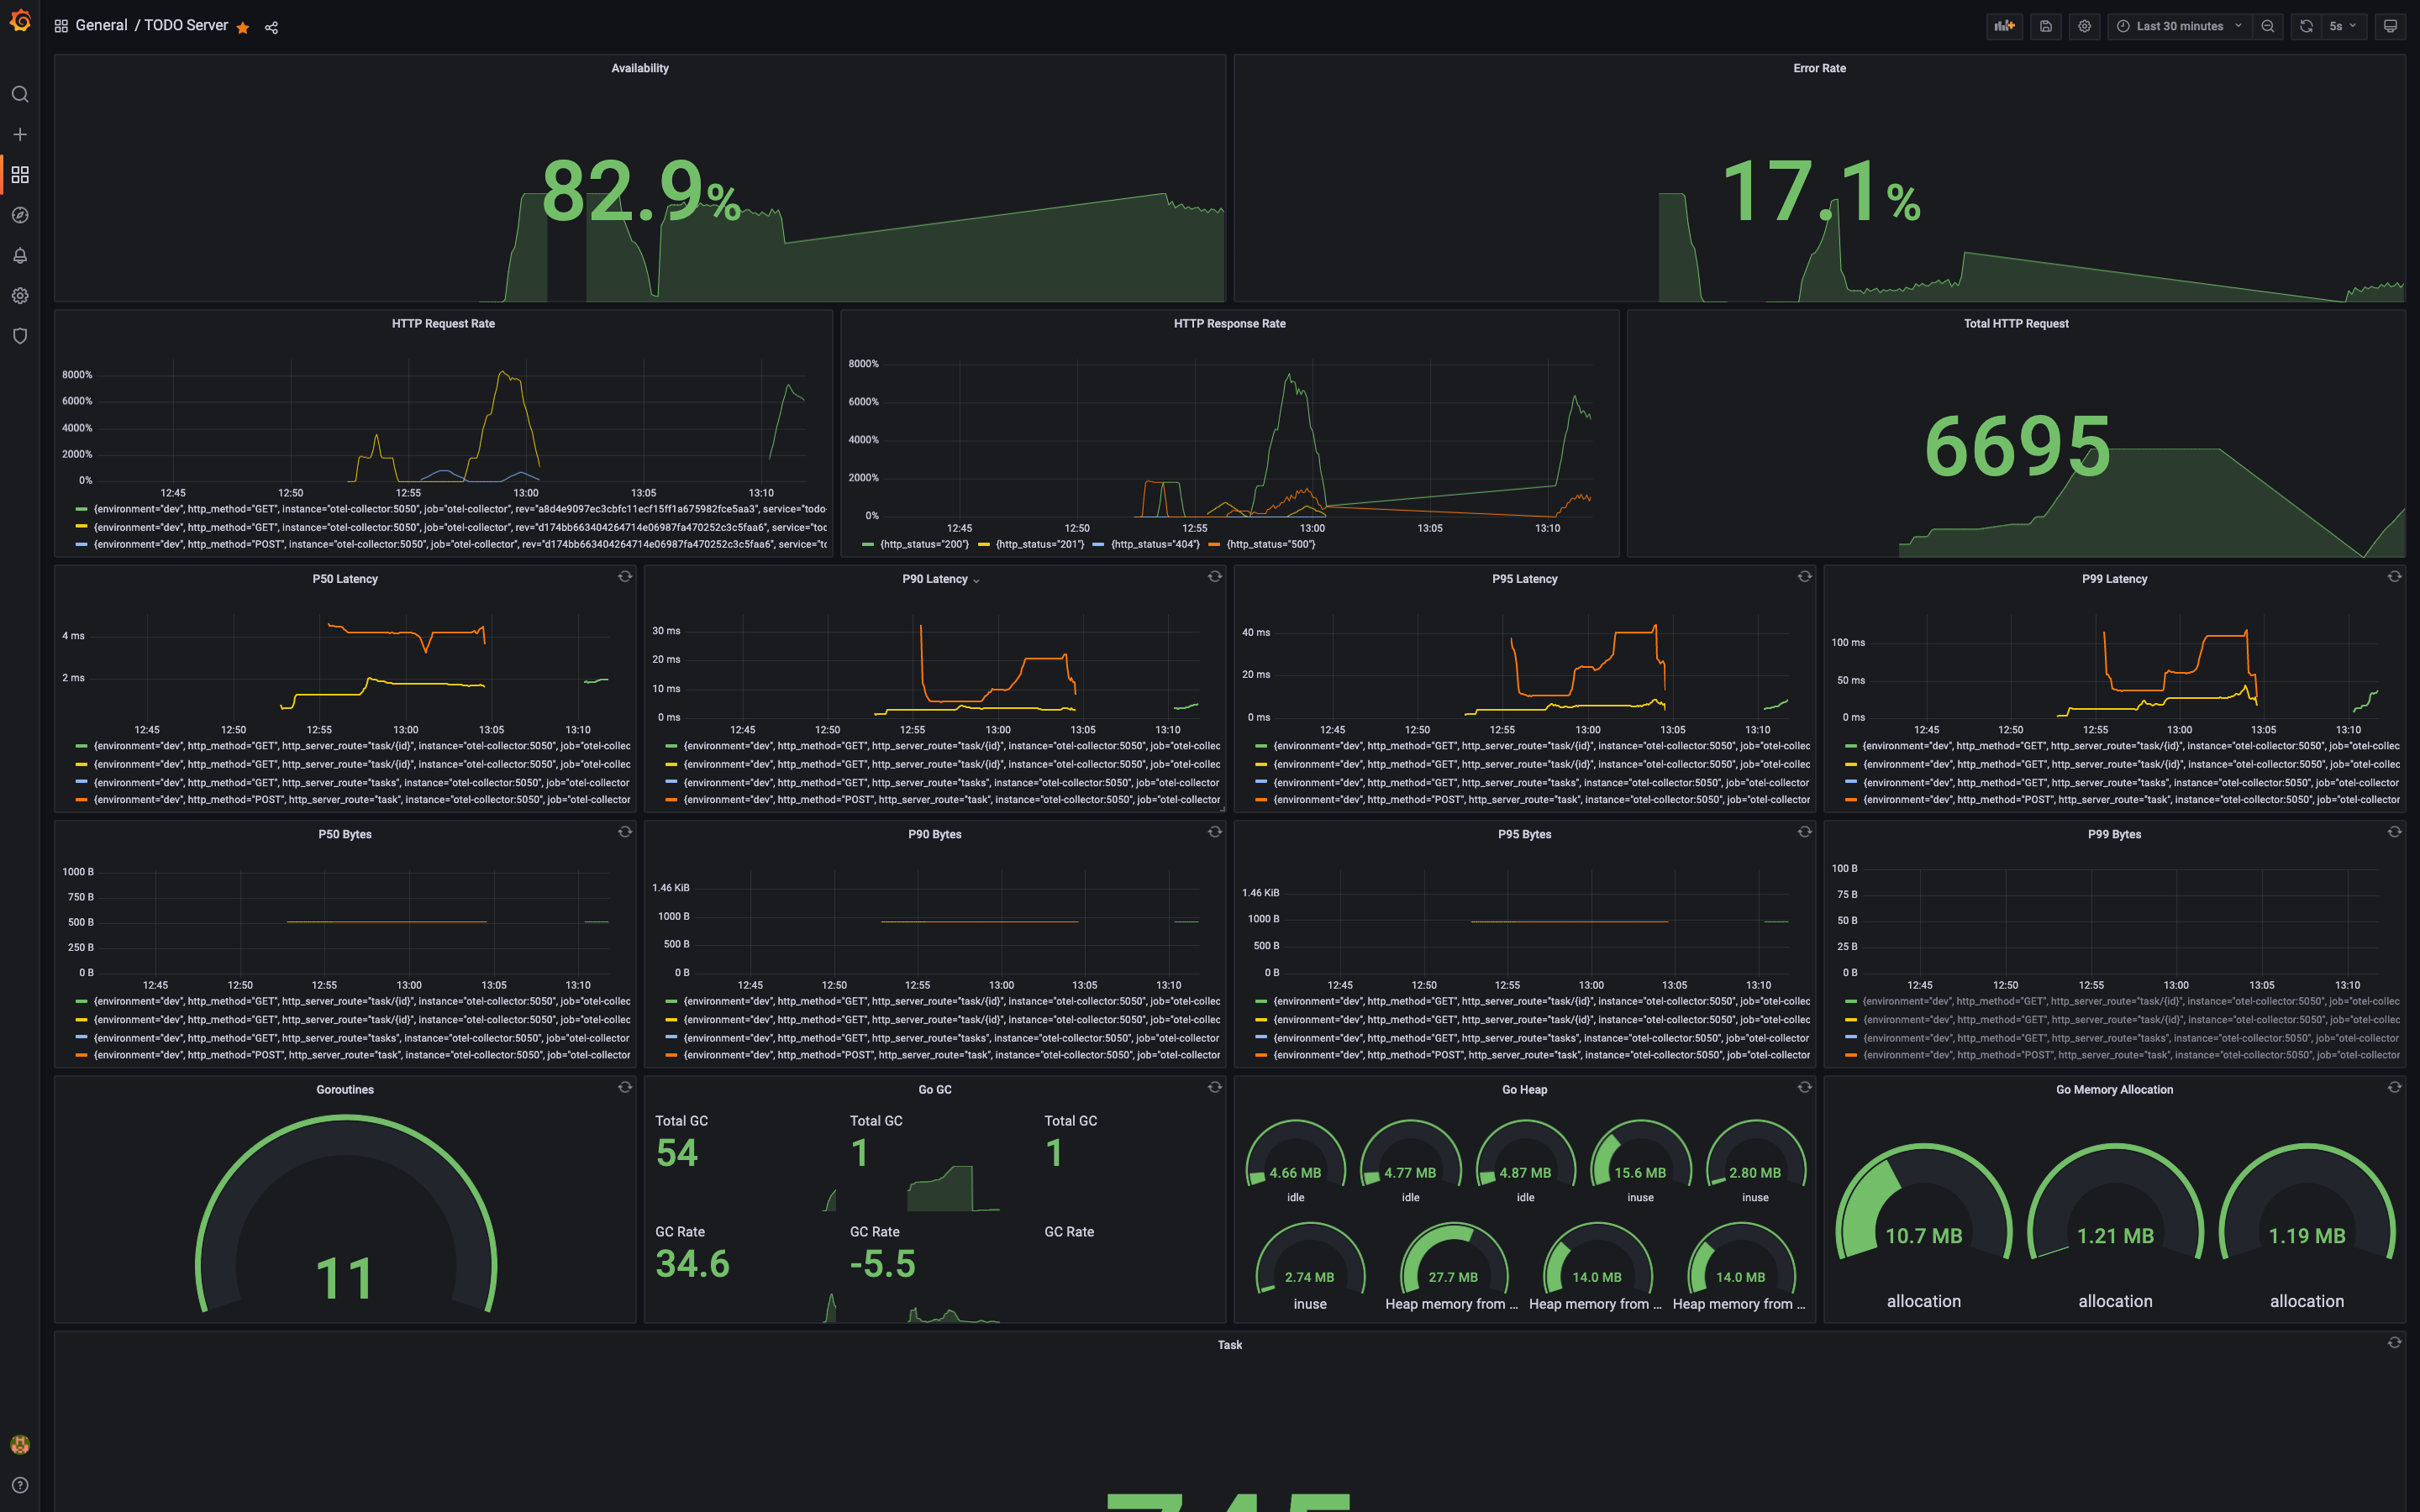 General / TODO Server
Last 30 minutes
5s
Availability
82.9%
Error Rate
17.1%
HTTP Request Rate
8000%
6000%
4000%
2000%
0%
12:45 12:50 12:55 13:00 13:05 13:10
{environment="dev", http_method="GET", instance="otel-collector:5050", job="otel-collector", rev="a8d4e9097ec3cbfc11ecf15ff1a675982fce5aa3", service="todo-
{environment="dev", http_method="GET", instance="otel-collector:5050", job="otel-collector", rev="d174bb663404264714e06987fa470252c3c5faa6", service="toc
{environment="dev", http_method="POST", instance="otel-collector:5050", job="otel-collector", rev="d174bb663404264714e06987fa470252c3c5faa6", service="tc
HTTP Response Rate
8000%
6000%
4000%
2000%
0%
12:45 12:50 12:55 13:00 13:05 13:10
{http_status="200"} {http_status="201"} {http_status="404"} {http_status="500"}
Total HTTP Request
6695
P50 Latency
4 ms
2 ms
12:45 12:50 12:55 13:00 13:05 13:10
{environment="dev", http_method="GET", http_server_route="task/{id}", instance="otel-collector:5050", job="otel-collec
{environment="dev", http_method="GET", http_server_route="task/{id}", instance="otel-collector:5050", job="otel-collec
{environment="dev", http_method="GET", http_server_route="tasks", instance="otel-collector:5050", job="otel-collector
{environment="dev", http_method="POST", http_server_route="task", instance="otel-collector:5050", job="otel-collector
P90 Latency
30 ms
20 ms
10 ms
0 ms
12:45 12:50 12:55 13:00 13:05 13:10
{environment="dev", http_method="GET", http_server_route="task/{id}", instance="otel-collector:5050", job="otel-collec
{environment="dev", http_method="GET", http_server_route="task/{id}", instance="otel-collector:5050", job="otel-collec
{environment="dev", http_method="GET", http_server_route="tasks", instance="otel-collector:5050", job="otel-collector
{environment="dev", http_method="POST", http_server_route="task", instance="otel-collector:5050", job="otel-collector
P95 Latency
40 ms
20 ms
0 ms
12:45 12:50 12:55 13:00 13:05 13:10
{environment="dev", http_method="GET", http_server_route="task/{id}", instance="otel-collector:5050", job="otel-collec
{environment="dev", http_method="GET", http_server_route="task/{id}", instance="otel-collector:5050", job="otel-collec
{environment="dev", http_method="GET", http_server_route="tasks", instance="otel-collector:5050", job="otel-collector
{environment="dev", http_method="POST", http_server_route="task", instance="otel-collector:5050", job="otel-collector
P99 Latency
100 ms
50 ms
0 ms
12:45 12:50 12:55 13:00 13:05 13:10
{environment="dev", http_method="GET", http_server_route="task/{id}", instance="otel-collector:5050", job="otel-collec
{environment="dev", http_method="GET", http_server_route="task/{id}", instance="otel-collector:5050", job="otel-collec
{environment="dev", http_method="GET", http_server_route="tasks", instance="otel-collector:5050", job="otel-collector
{environment="dev", http_method="POST", http_server_route="task", instance="otel-collector:5050", job="otel-collector
P50 Bytes
1000 B
750 B
500 B
250 B
0 B
12:45 12:50 12:55 13:00 13:05 13:10
{environment="dev", http_method="GET", http_server_route="task/{id}", instance="otel-collector:5050", job="otel-collec
{environment="dev", http_method="GET", http_server_route="task/{id}", instance="otel-collector:5050", job="otel-collec
{environment="dev", http_method="GET", http_server_route="tasks", instance="otel-collector:5050", job="otel-collector
{environment="dev", http_method="POST", http_server_route="task", instance="otel-collector:5050", job="otel-collector
P90 Bytes
1.46 KiB
1000 B
500 B
0 B
12:45 12:50 12:55 13:00 13:05 13:10
{environment="dev", http_method="GET", http_server_route="task/{id}", instance="otel-collector:5050", job="otel-collec
{environment="dev", http_method="GET", http_server_route="task/{id}", instance="otel-collector:5050", job="otel-collec
{environment="dev", http_method="GET", http_server_route="tasks", instance="otel-collector:5050", job="otel-collector
{environment="dev", http_method="POST", http_server_route="task", instance="otel-collector:5050", job="otel-collector
P95 Bytes
1.46 KiB
1000 B
500 B
0 B
12:45 12:50 12:55 13:00 13:05 13:10
{environment="dev", http_method="GET", http_server_route="task/{id}", instance="otel-collector:5050", job="otel-collec
{environment="dev", http_method="GET", http_server_route="task/{id}", instance="otel-collector:5050", job="otel-collec
{environment="dev", http_method="GET", http_server_route="tasks", instance="otel-collector:5050", job="otel-collector
{environment="dev", http_method="POST", http_server_route="task", instance="otel-collector:5050", job="otel-collector
P99 Bytes
100 B
75 B
50 B
25 B
0 B
12:45 12:50 12:55 13:00 13:05 13:10
{environment="dev", http_method="GET", http_server_route="task/{id}", instance="otel-collector:5050", job="otel-collec
{environment="dev", http_method="GET", http_server_route="task/{id}", instance="otel-collector:5050", job="otel-collec
{environment="dev", http_method="GET", http_server_route="tasks", instance="otel-collector:5050", job="otel-collector
{environment="dev", http_method="POST", http_server_route="task", instance="otel-collector:5050", job="otel-collector
Goroutines
11
Go GC
Total GC Total GC Total GC
54 1 1
GC Rate GC Rate GC Rate
34.6 -5.5
Go Heap
4.66 MB 4.77 MB 4.87 MB 15.6 MB 2.80 MB
idle idle idle inuse inuse
2.74 MB 27.7 MB 14.0 MB 14.0 MB
inuse Heap memory from ... Heap memory from ... Heap memory from ...
Go Memory Allocation
10.7 MB 1.21 MB 1.19 MB
allocation allocation allocation
Task